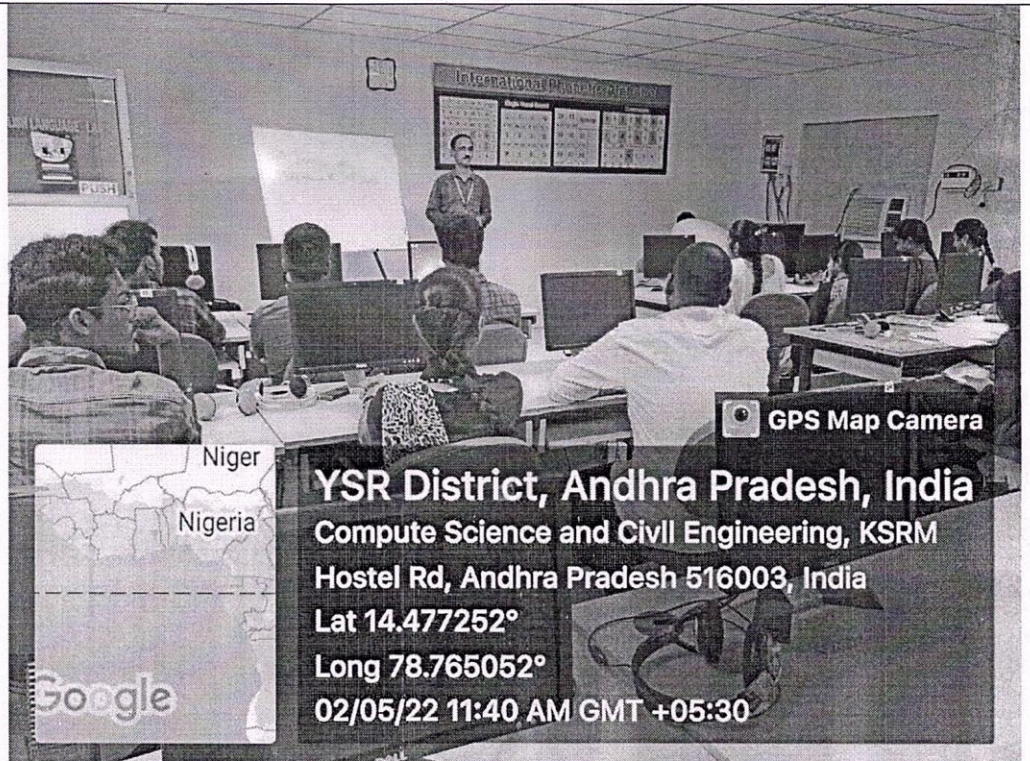 International Phonetic Alphabet
PUSH
GPS Map Camera
Niger
Nigeria
Google
YSR District, Andhra Pradesh, India
Compute Science and Civil Engineering, KSRM
Hostel Rd, Andhra Pradesh 516003, India
Lat 14.477252°
Long 78.765052°
02/05/22 11:40 AM GMT +05:30